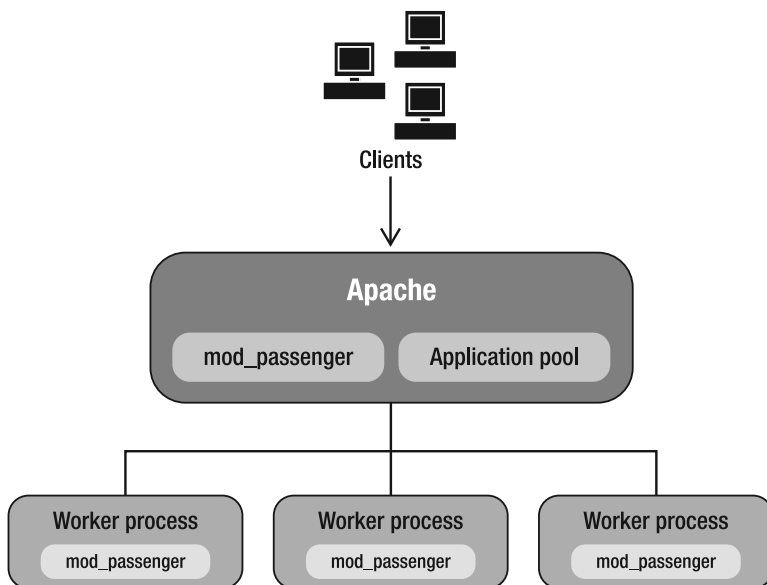 Clients
Apache
mod_passenger
Application pool
Worker process
mod_passenger
Worker process
mod_passenger
Worker process
mod_passenger